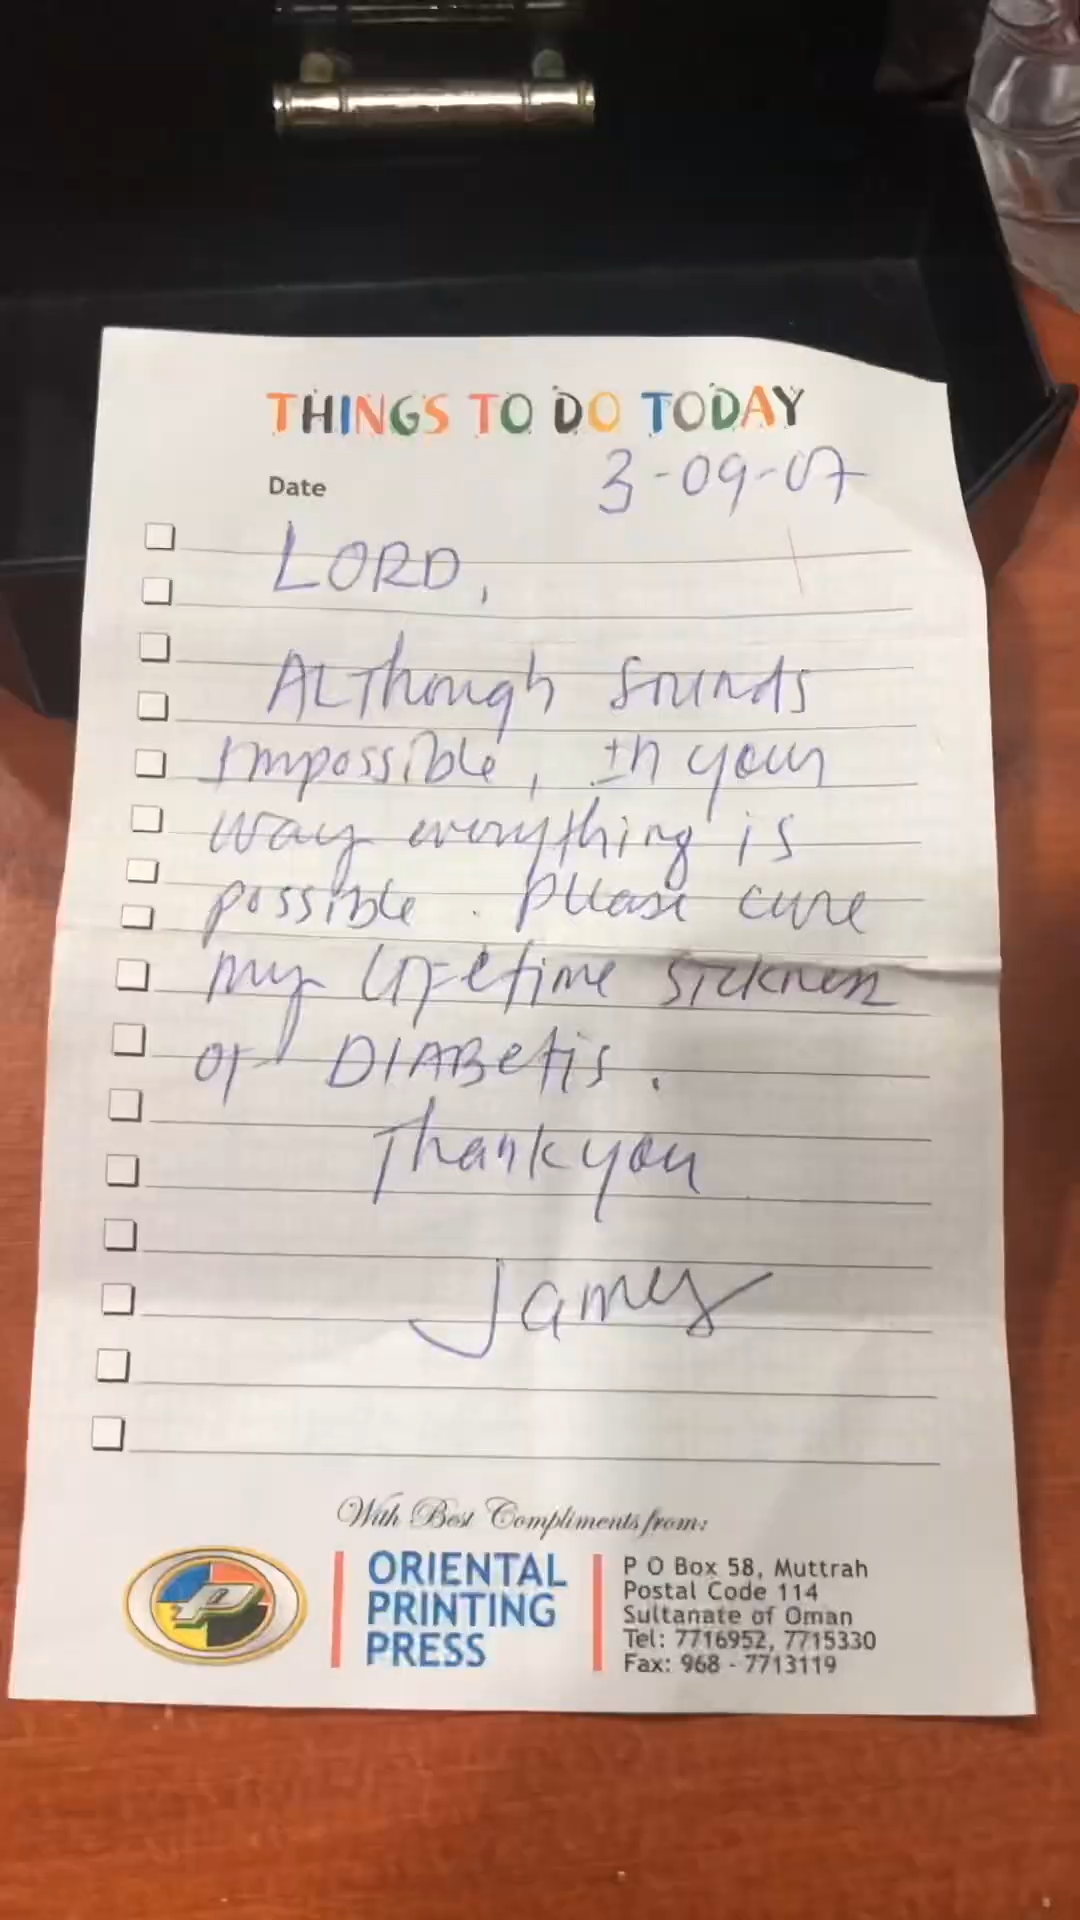 THINGS TO DO TODAY
Date 3-09-07
LORD,
ALThough Sounds
Impossible, In your
way everything is
possible. please cure
my Lifetime sickness
of DIABetis.
Thank you
James
With Best Compliments from:
ORIENTAL
PRINTING
PRESS
P O Box 58, Muttrah
Postal Code 114
Sultanate of Oman
Tel: 7716952, 7715330
Fax: 968 - 7713119